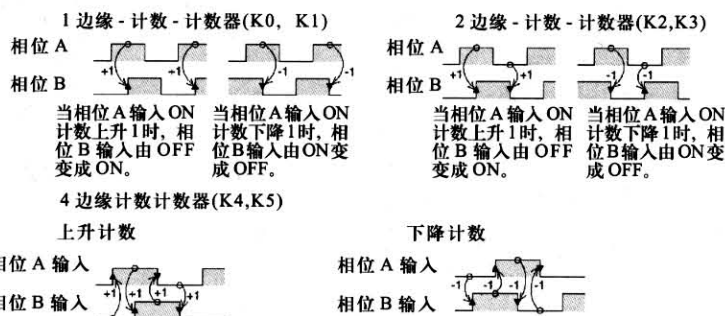 1边缘-计数-计数器(K0, K1)
2边缘-计数-计数器(K2,K3)
相位A
相位B
+1 +1 -1 -1
相位A
相位B
+1 +1 -1 -1
当相位A输入ON
计数上升1时, 相
位B输入由OFF
变成ON。
当相位A输入ON
计数下降1时, 相
位B输入由ON变
成OFF。
当相位A输入ON
计数上升1时, 相
位B输入由OFF
变成ON。
当相位A输入ON
计数下降1时, 相
位B输入由ON变
成OFF。
4边缘计数计数器(K4,K5)
上升计数
下降计数
相位A输入
+1 +1 +1 +1
相位B输入
相位A输入
-1 -1 -1 -1
相位B输入